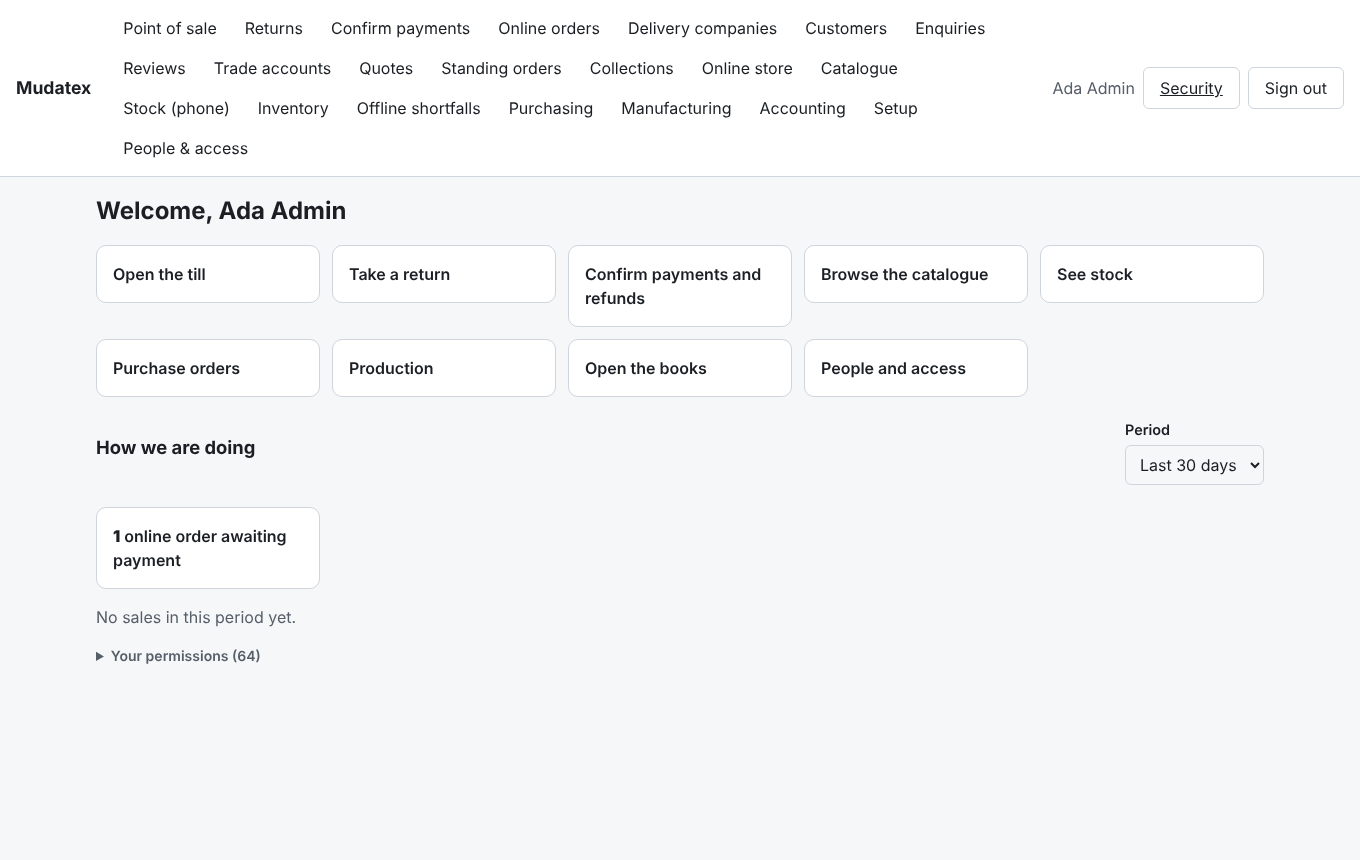 Mudatex
Point of sale Returns Confirm payments Online orders Delivery companies Customers Enquiries
Reviews Trade accounts Quotes Standing orders Collections Online store Catalogue
Stock (phone) Inventory Offline shortfalls Purchasing Manufacturing Accounting Setup
People & access
Ada Admin Security Sign out
Welcome, Ada Admin
Open the till
Take a return
Confirm payments and
refunds
Browse the catalogue
See stock
Purchase orders
Production
Open the books
People and access
How we are doing
Period
Last 30 days
1 online order awaiting
payment
No sales in this period yet.
Your permissions (64)